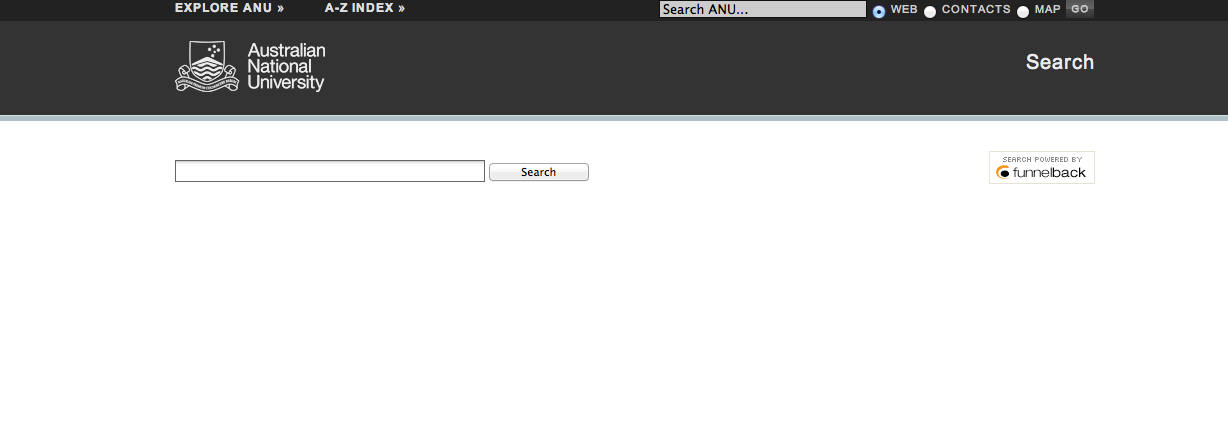 EXPLORE ANU » A-Z INDEX » Search ANU... WEB CONTACTS MAP GO
Australian
National
University
Search
Search
SEARCH POWERED BY
funnelback